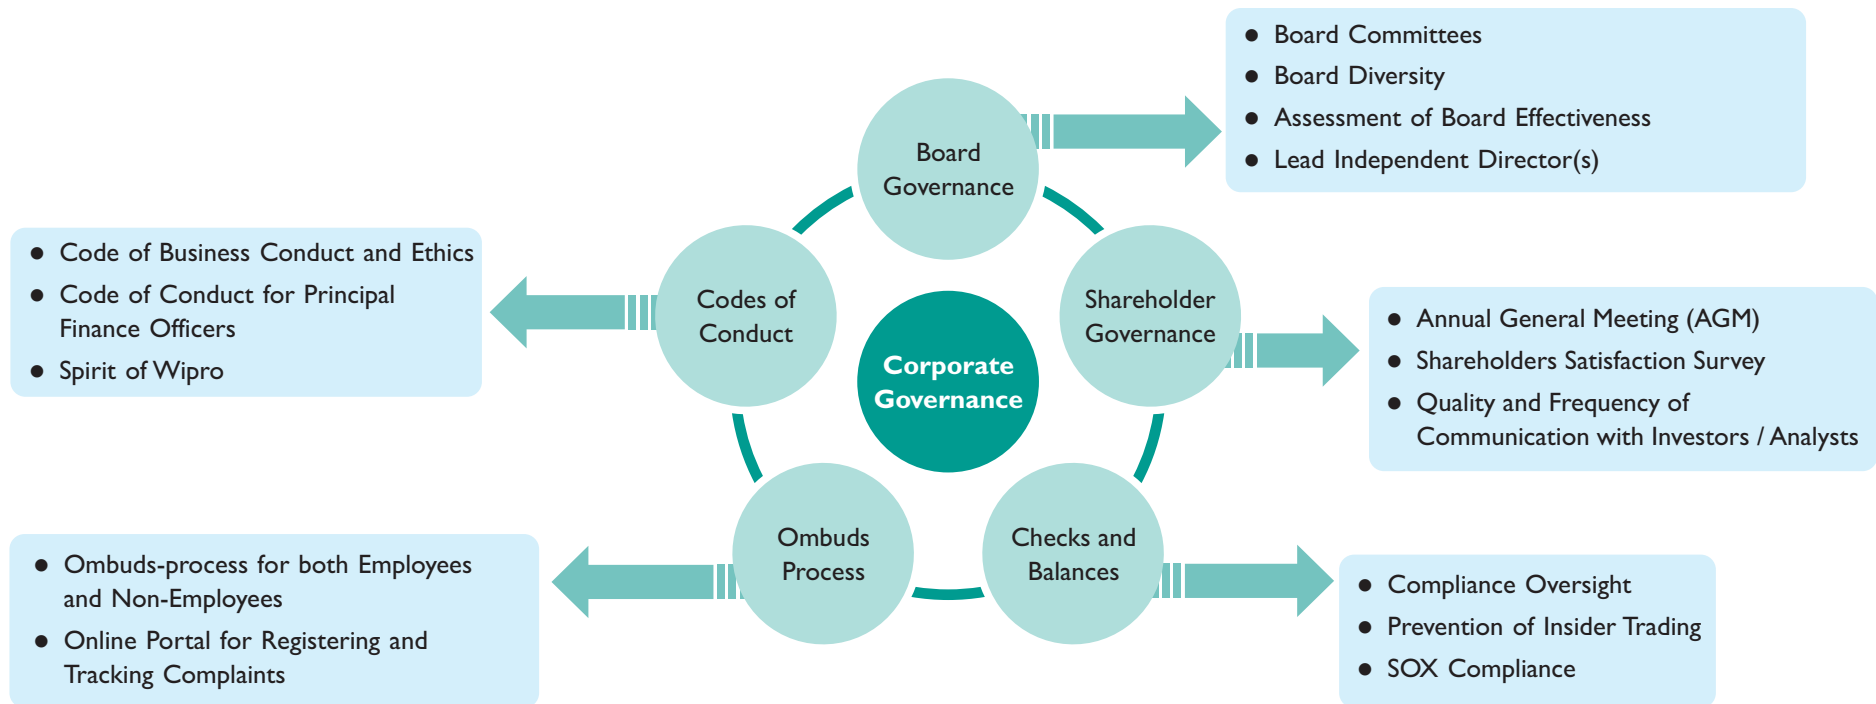 Board
Governance
● Board Committees
● Board Diversity
● Assessment of Board Effectiveness
● Lead Independent Director(s)
Shareholder
Governance
● Annual General Meeting (AGM)
● Shareholders Satisfaction Survey
● Quality and Frequency of
Communication with Investors / Analysts
Checks and
Balances
● Compliance Oversight
● Prevention of Insider Trading
● SOX Compliance
Ombuds
Process
● Ombuds-process for both Employees
and Non-Employees
● Online Portal for Registering and
Tracking Complaints
Codes of
Conduct
● Code of Business Conduct and Ethics
● Code of Conduct for Principal
Finance Officers
● Spirit of Wipro
Corporate
Governance